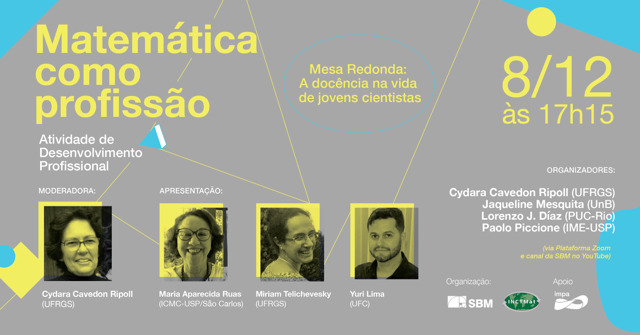 Matemática
como
profissão
Atividade de
Desenvolvimento
Profissional
Mesa Redonda:
A docência na vida
de jovens cientistas
8/12
às 17h15
ORGANIZADORES:
Cydara Cavedon Ripoll (UFRGS)
Jaqueline Mesquita (UnB)
Lorenzo J. Díaz (PUC-Rio)
Paolo Piccione (IME-USP)
(via Plataforma Zoom
e canal da SBM no YouTube)
MODERADORA:
Cydara Cavedon Ripoll
(UFRGS)
APRESENTAÇÃO:
Maria Aparecida Ruas
(ICMC-USP/São Carlos)
Miriam Telichevesky
(UFRGS)
Yuri Lima
(UFC)
Organização:
SBM
INCTMat
Apoio
impa